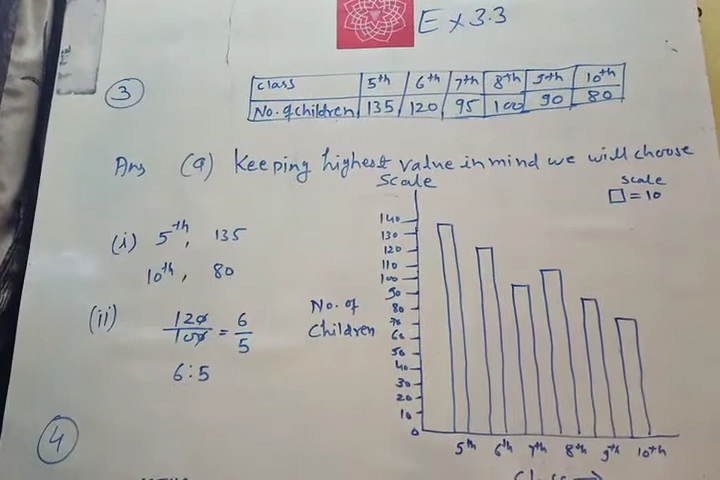 Ex 3.3
3
class 5th 6th 7th 8th 9th 10th
No. of children 135 120 95 100 90 80
Ans (a) Keeping highest value in mind we will choose
scale
scale
□ = 10
(i) 5th, 135
10th, 80
(ii) 120/100 = 6/5
6:5
No. of
Children
140
130
120
110
100
90
80
70
60
50
40
30
20
10
0
5th 6th 7th 8th 9th 10th
Class →
4